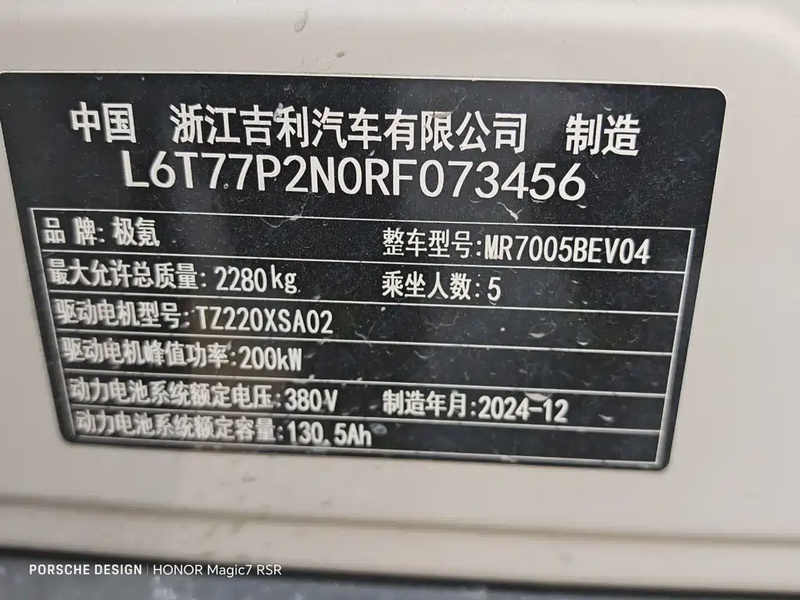 中国 浙江吉利汽车有限公司 制造
L6T77P2N0RF073456
品 牌: 极氪 整车型号:MR7005BEV04
最大允许总质量: 2280kg 乘坐人数: 5
驱动电机型号: TZ220XSA02
驱动电机峰值功率:200kW
动力电池系统额定电压:380V 制造年月:2024-12
动力电池系统额定容量:130.5Ah
PORSCHE DESIGN | HONOR Magic7 RSR